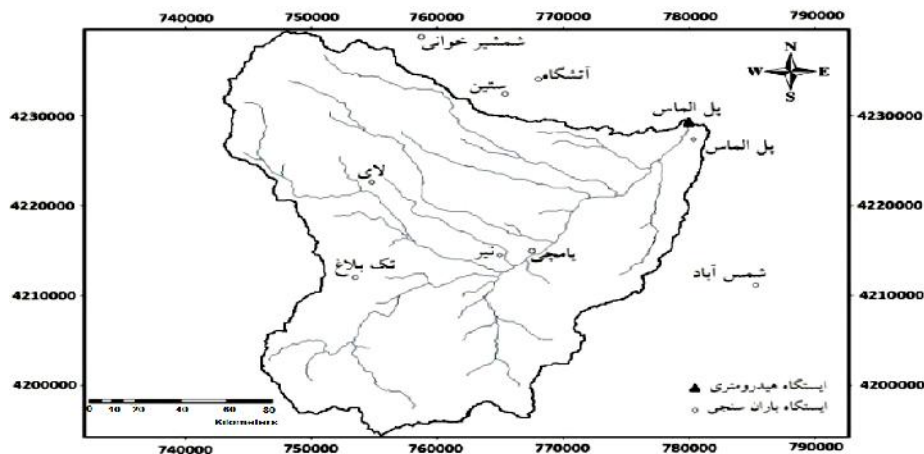 740000 750000 760000 770000 780000 790000
شمشیر خوانی
آتشگاه
ستین
N
W E
S
4230000 پل الماس 4230000
پل الماس
لای
4220000 4220000
نیر یامچی
تک بلاغ شمس آباد
4210000 4210000
ایستگاه هیدرومتری
4200000 4200000
ایستگاه باران سنجی
0 10 20 40 60 80
Kilometers
740000 750000 760000 770000 780000 790000